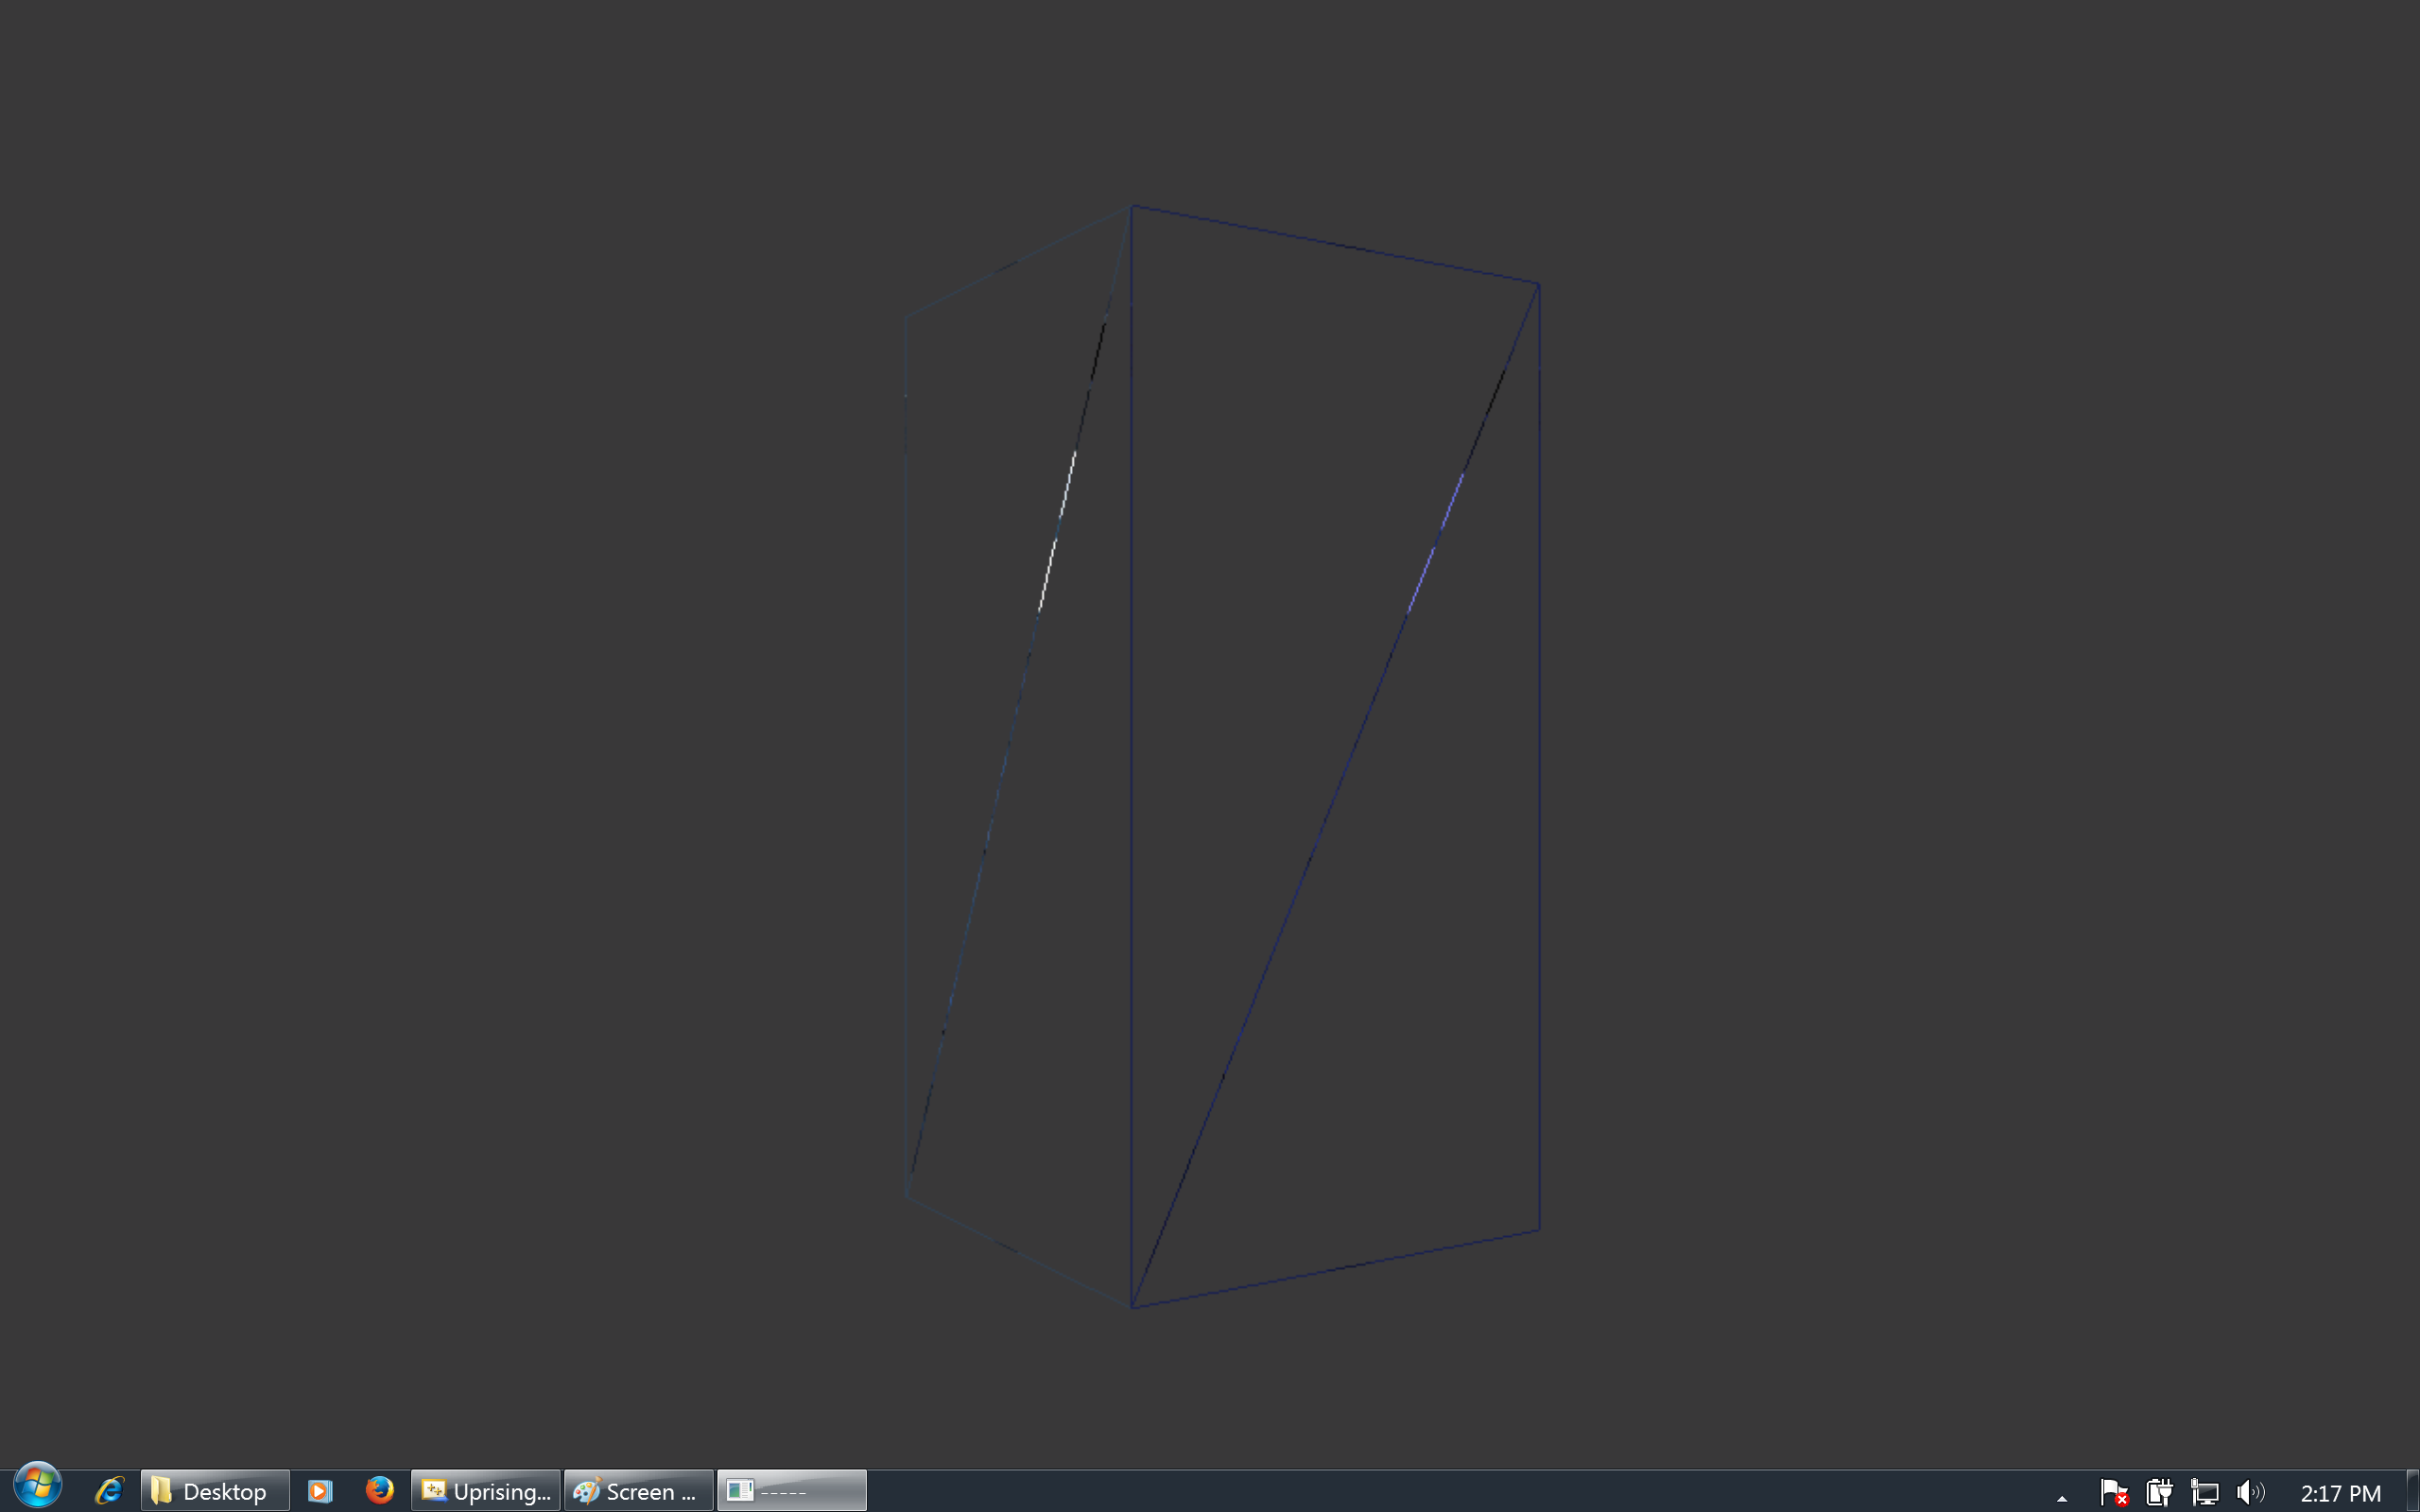 Desktop
Uprising...
Screen ...
-----
2:17 PM